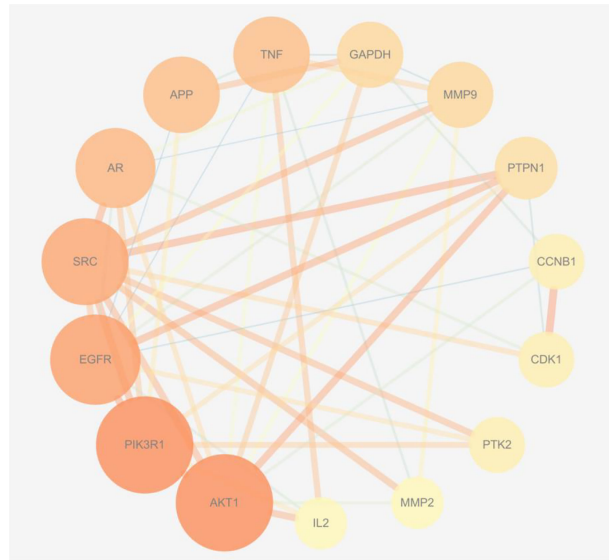 TNF
GAPDH
APP
MMP9
AR
PTPN1
SRC
CCNB1
EGFR
CDK1
PIK3R1
PTK2
AKT1
MMP2
IL2